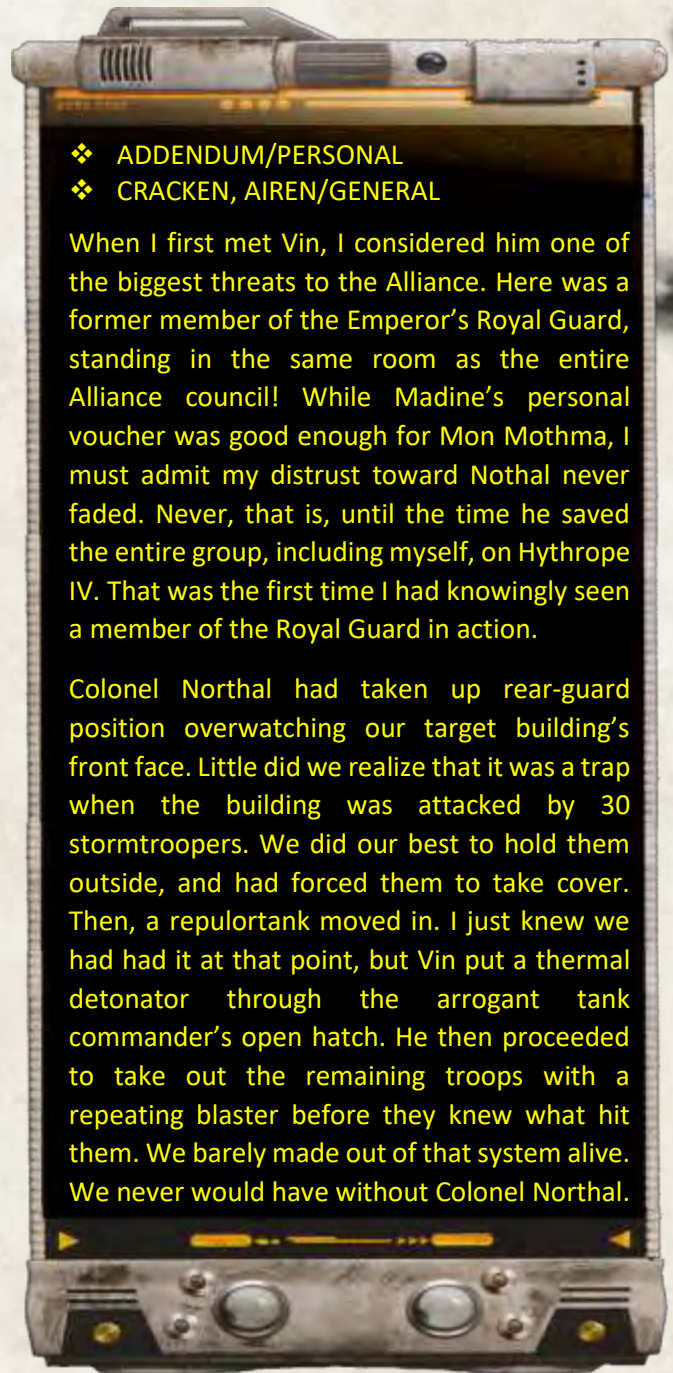 ❖ ADDENDUM/PERSONAL
❖ CRACKEN, AIREN/GENERAL
When I first met Vin, I considered him one of
the biggest threats to the Alliance. Here was a
former member of the Emperor’s Royal Guard,
standing in the same room as the entire
Alliance council! While Madine’s personal
voucher was good enough for Mon Mothma, I
must admit my distrust toward Nothal never
faded. Never, that is, until the time he saved
the entire group, including myself, on Hythrope
IV. That was the first time I had knowingly seen
a member of the Royal Guard in action.
Colonel Northal had taken up rear-guard
position overwatching our target building’s
front face. Little did we realize that it was a trap
when the building was attacked by 30
stormtroopers. We did our best to hold them
outside, and had forced them to take cover.
Then, a repulortank moved in. I just knew we
had had it at that point, but Vin put a thermal
detonator through the arrogant tank
commander’s open hatch. He then proceeded
to take out the remaining troops with a
repeating blaster before they knew what hit
them. We barely made out of that system alive.
We never would have without Colonel Northal.